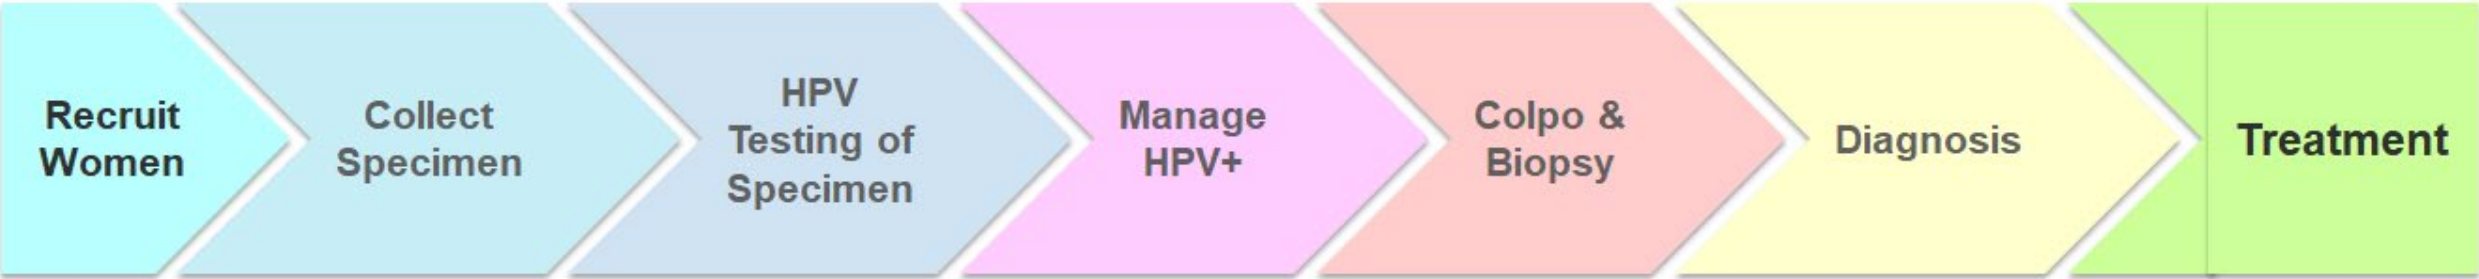 Recruit
Women
Collect
Specimen
HPV
Testing of
Specimen
Manage
HPV+
Colpo &
Biopsy
Diagnosis
Treatment